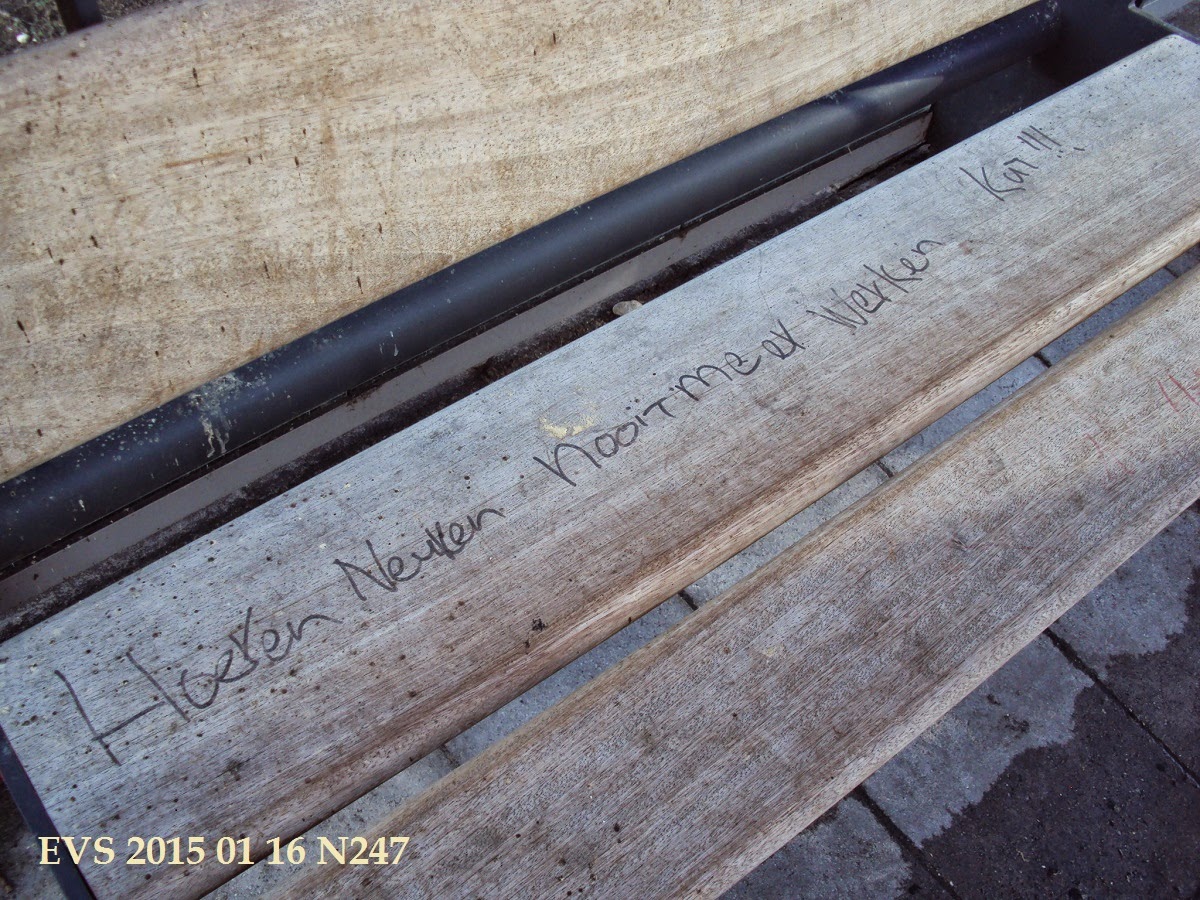 Hoeren Neuken nooit meer Werken Kut!!!
EVS 2015 01 16 N247